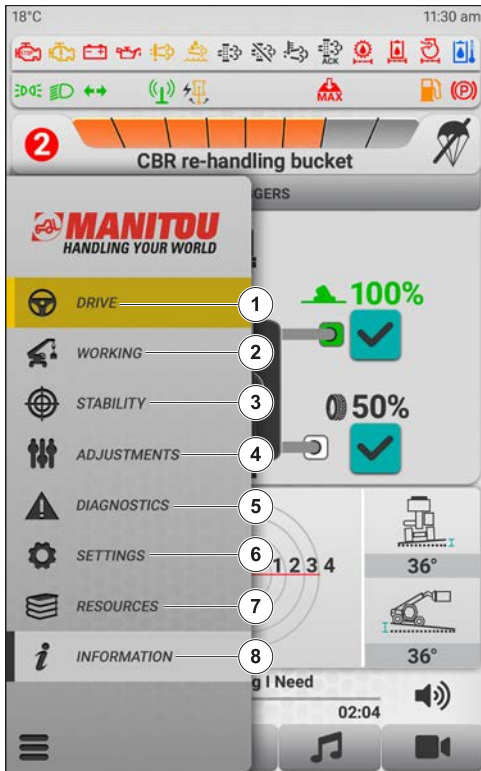 18°C 11:30 am
STOP
ACK
MAX
P
2
CBR re-handling bucket
GGERS
MANITOU
HANDLING YOUR WORLD
DRIVE 1
100%
WORKING 2
STABILITY 3
50%
ADJUSTMENTS 4
DIAGNOSTICS 5
SETTINGS 6
1 2 3 4
36°
RESOURCES 7
INFORMATION 8
36°
g I Need
02:04